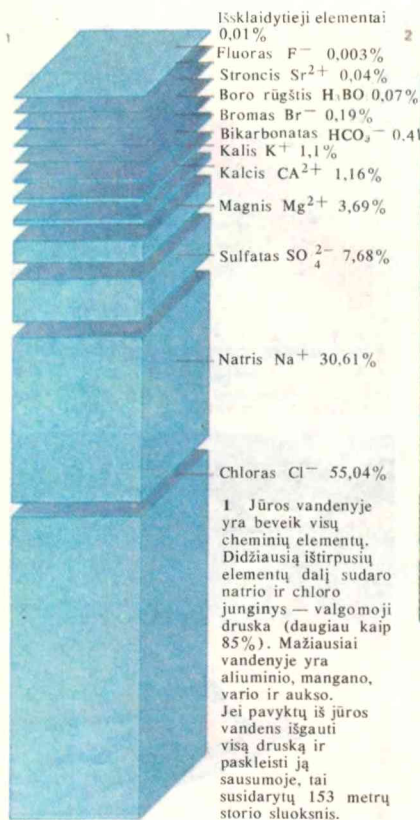 1
2
Išsklaidytieji elementai
0,01%
Fluoras F⁻ 0,003%
Stroncis Sr²⁺ 0,04%
Boro rūgštis H₃BO 0,07%
Bromas Br⁻ 0,19%
Bikarbonatas HCO₃⁻ 0.4
Kalis K⁺ 1,1%
Kalcis CA²⁺ 1,16%
Magnis Mg²⁺ 3,69%
Sulfatas SO₄²⁻ 7,68%
Natris Na⁺ 30,61%
Chloras Cl⁻ 55,04%
1 Jūros vandenyje
yra beveik visų
cheminių elementų.
Didžiausią ištirpusių
elementų dalį sudaro
natrio ir chloro
junginys — valgomoji
druska (daugiau kaip
85%). Mažiausiai
vandenyje yra
aliuminio, mangano,
vario ir aukso.
Jei pavyktų iš jūros
vandens išgauti
visą druską ir
paskleisti ją
sausumoje, tai
susidarytų 153 metrų
storio sluoksnis.